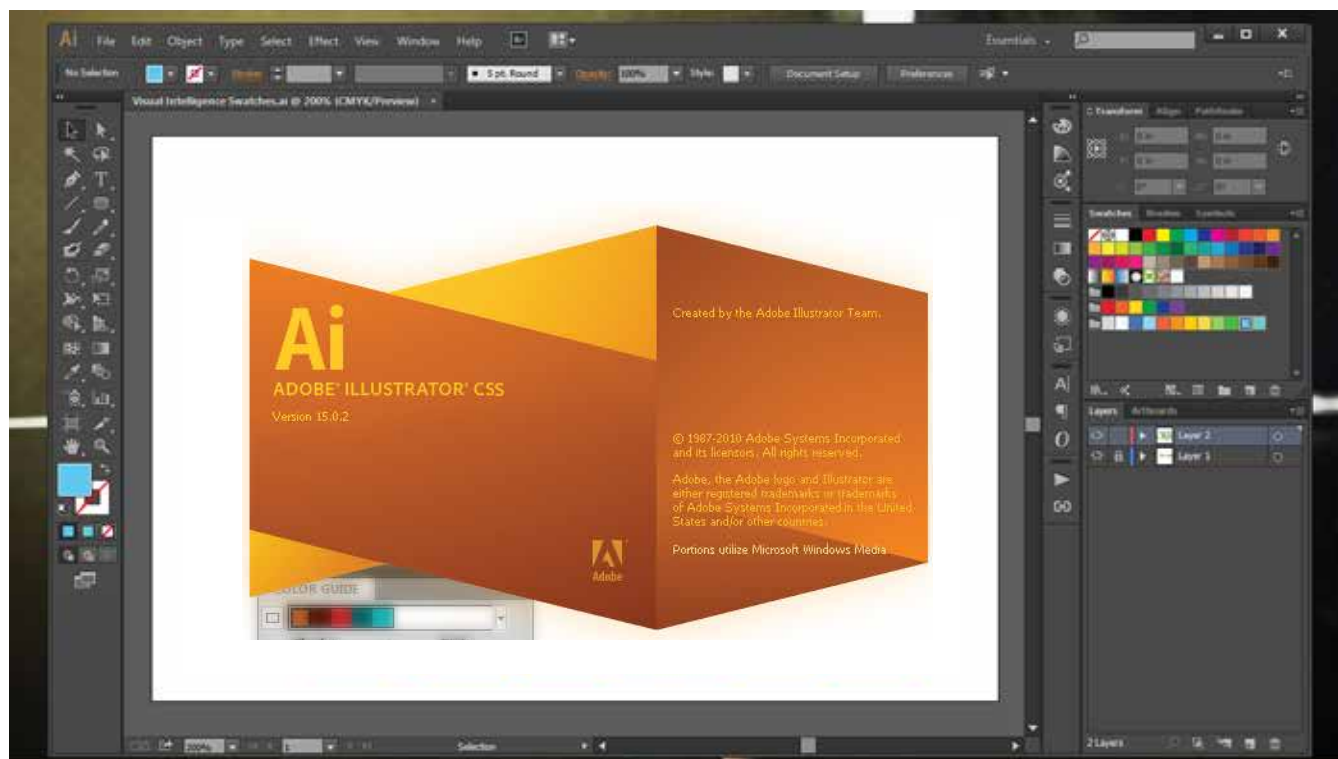 Ai File Edit Object Type Select Effect View Window Help Br Essentials
No Selection Stroke: 5 pt. Round Opacity: 100% Style: Document Setup Preferences
Visual Intelligence Swatches.ai @ 200% (CMYK/Preview) ×
Transform Align Pathfinder
Swatches Brushes Symbols
Ai
ADOBE® ILLUSTRATOR® CS5
Version 15.0.2
Created by the Adobe Illustrator Team.
© 1987-2010 Adobe Systems Incorporated
and its licensors. All rights reserved.
Adobe, the Adobe logo and Illustrator are
either registered trademarks or trademarks
of Adobe Systems Incorporated in the United
States and/or other countries.
Portions utilize Microsoft Windows Media
Adobe
COLOR GUIDE
Layers Artboards
Layer 2
Layer 1
2 Layers
200% 1 Selection